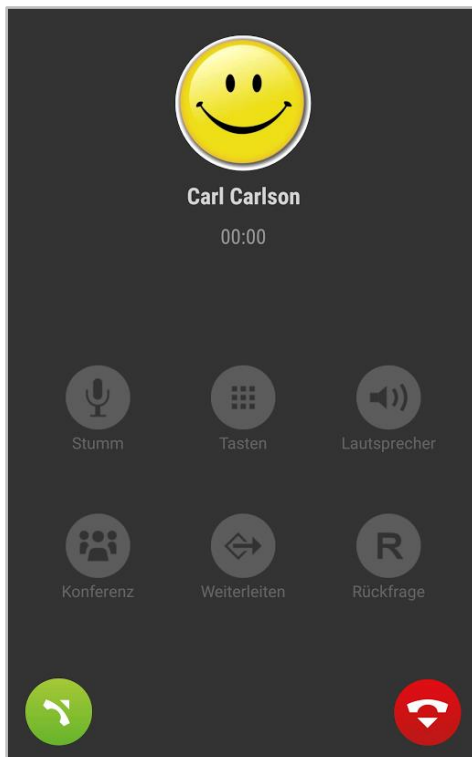 Carl Carlson
00:00
Stumm Tasten Lautsprecher
R
Konferenz Weiterleiten Rückfrage